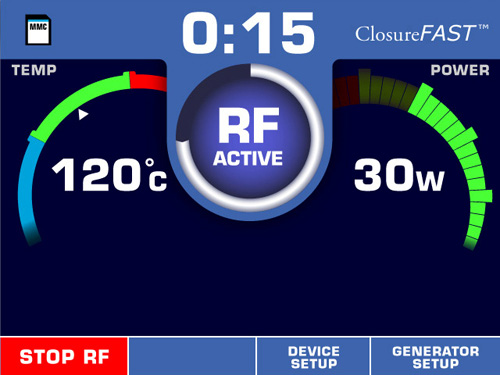 MMC
0:15
ClosureFAST™
TEMP
POWER
RF
ACTIVE
120°C
30W
STOP RF
DEVICE
SETUP
GENERATOR
SETUP